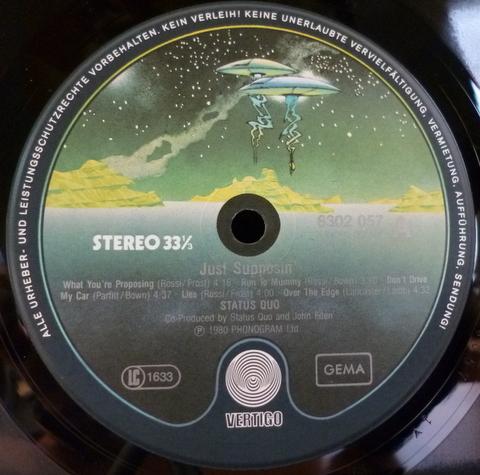 ALLE URHEBER- UND LEISTUNGSSCHUTZRECHTE VORBEHALTEN. KEIN VERLEIH! KEINE UNERLAUBTE VERVIELFÄLTIGUNG, VERMIETUNG, AUFFÜHRUNG, SENDUNG!
6302 057
STEREO 33⅓
Just Supposin'
What You're Proposing (Rossi/Frost) 4:16 · Run To Mummy (Rossi/Bown) · Don't Drive
My Car (Parfitt/Bown) 4:37 · Lies (Rossi/Frost) 4:00 · Over The Edge (Lancaster/Lamb) 4:32
STATUS QUO
Co-Produced by Status Quo and John Eden
Ⓟ 1980 PHONOGRAM Ltd
LC 1633
GEMA
VERTIGO